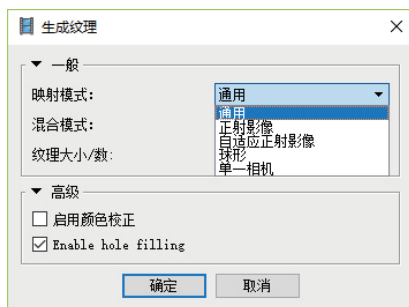 生成纹理
一般
映射模式: 通用
通用
混合模式: 正射影像
自适应正射影像
纹理大小/数: 球形
单一相机
高级
启用颜色校正
Enable hole filling
确定 取消